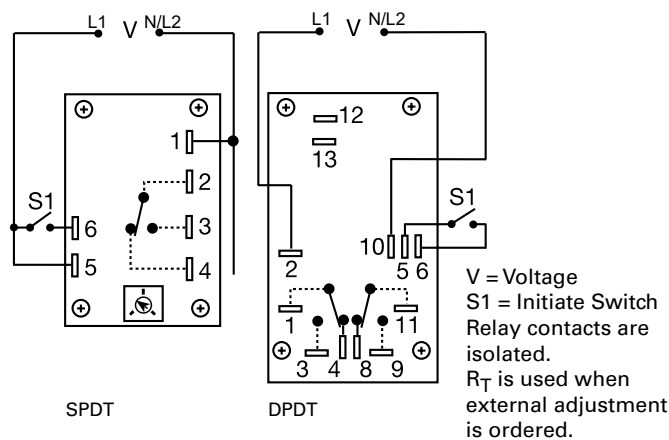 L1 V N/L2
L1 V N/L2
1
2
3
4
S1
6
5
12
13
S1
10 5 6
2
1
11
3 4 8 9
V = Voltage
S1 = Initiate Switch
Relay contacts are
isolated.
RT is used when
external adjustment
is ordered.
SPDT
DPDT